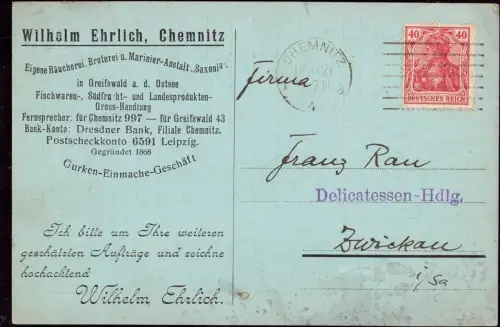 Wilhelm Ehrlich, Chemnitz
Eigene Räucherei, Braterei u. Marinier-Anstalt „Saxonia“
in Greifswald a. d. Ostsee
Fischwaren-, Südfrucht- und Landesprodukten-
Gross-Handlung
Fernsprecher: für Chemnitz 997 — für Greifswald 43
Bank-Konto: Dresdner Bank, Filiale Chemnitz.
Postscheckkonto 6591 Leipzig.
Gegründet 1868
Gurken-Einmache-Geschäft
Ich bitte um Ihre weiteren
geschätzten Aufträge und zeichne
hochachtend
Wilhelm Ehrlich.
CHEMNITZ
40 40
DEUTSCHES REICH
Firma
Franz Rau
Delicatessen-Hdlg.
Zwickau
i/Sa